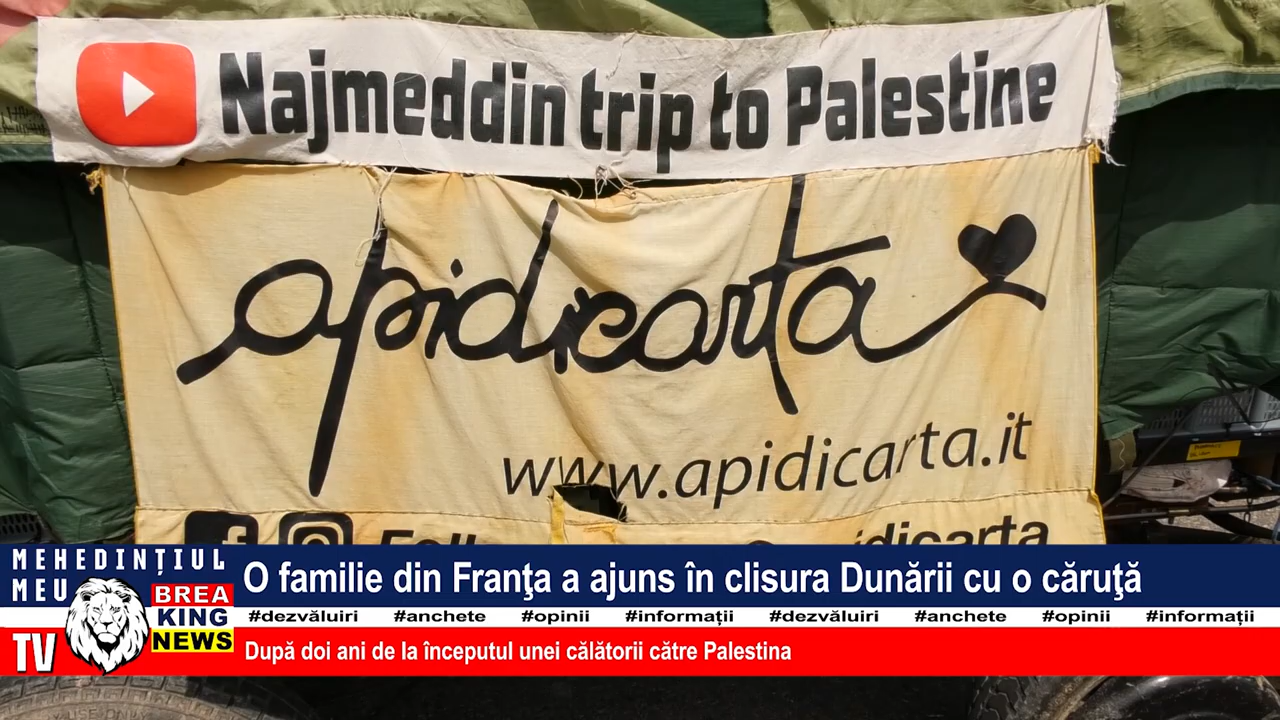 Najmeddin trip to Palestine
apidicarta
www.apidicarta.it
MEHEDINȚIUL
MEU
TV
BREA
KING
NEWS
O familie din Franţa a ajuns în clisura Dunării cu o căruţă
#dezvăluiri #anchete #opinii #informații #dezvăluiri #anchete #opinii #informații
După doi ani de la începutul unei călătorii către Palestina